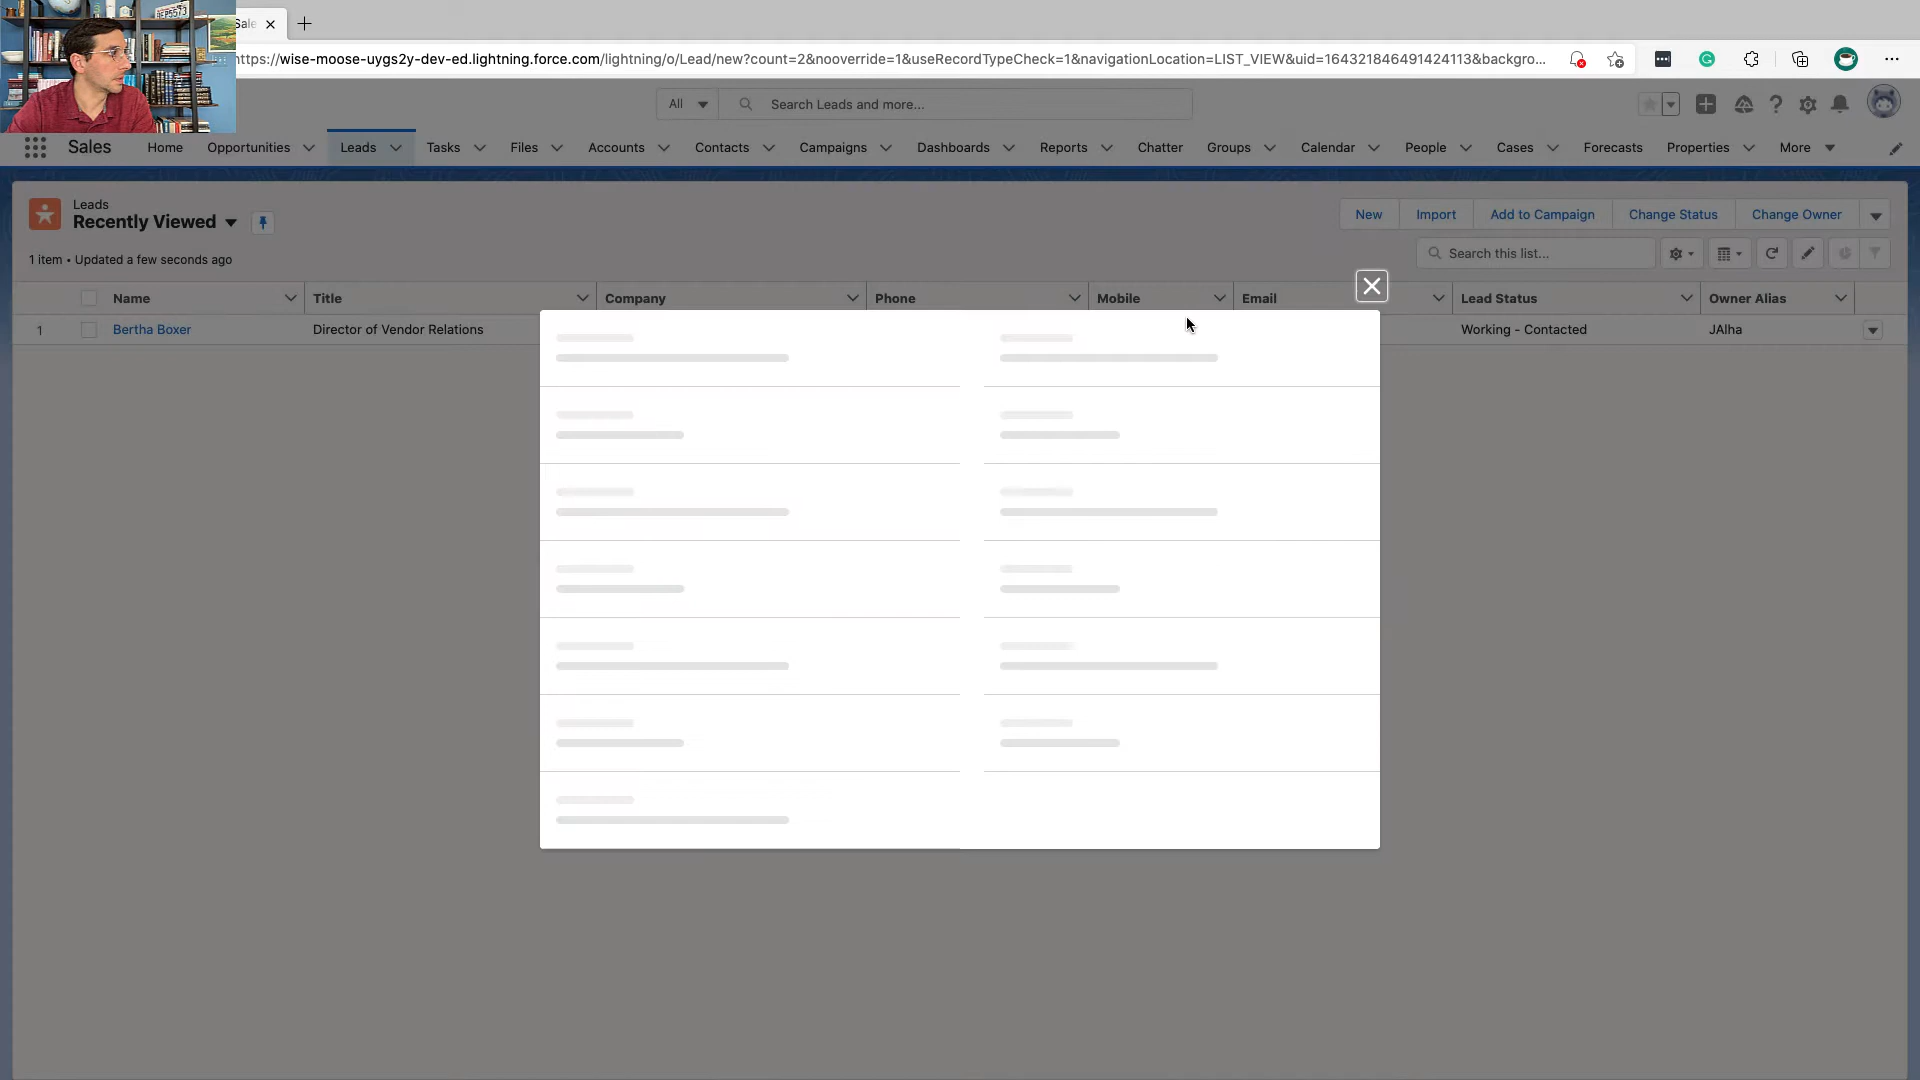 Sale
https://wise-moose-uygs2y-dev-ed.lightning.force.com/lightning/o/Lead/new?count=2&nooverride=1&useRecordTypeCheck=1&navigationLocation=LIST_VIEW&uid=164321846491424113&backgro...
All
Search Leads and more...
Sales Home Opportunities Leads Tasks Files Accounts Contacts Campaigns Dashboards Reports Chatter Groups Calendar People Cases Forecasts Properties More
Leads
Recently Viewed
New Import Add to Campaign Change Status Change Owner
1 item • Updated a few seconds ago
Search this list...
Name Title Company Phone Mobile Email Lead Status Owner Alias
1 Bertha Boxer Director of Vendor Relations Working - Contacted JAlha